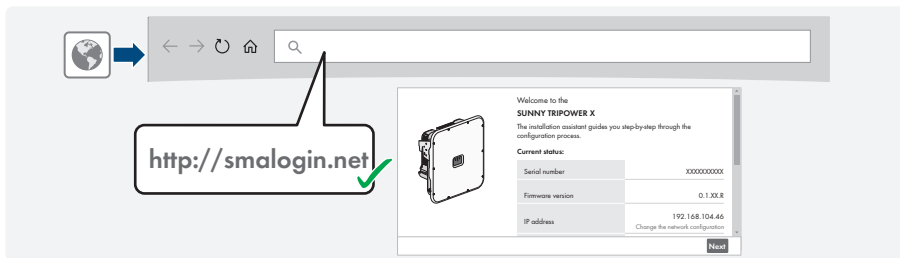 http://smalogin.net
Welcome to the
SUNNY TRIPOWER X
The installation assistant guides you step-by-step through the
configuration process.
Current status:
Serial number XXXXXXXXXX
Firmware version 0.1.XX.R
IP address 192.168.104.46
Change the network configuration
Next